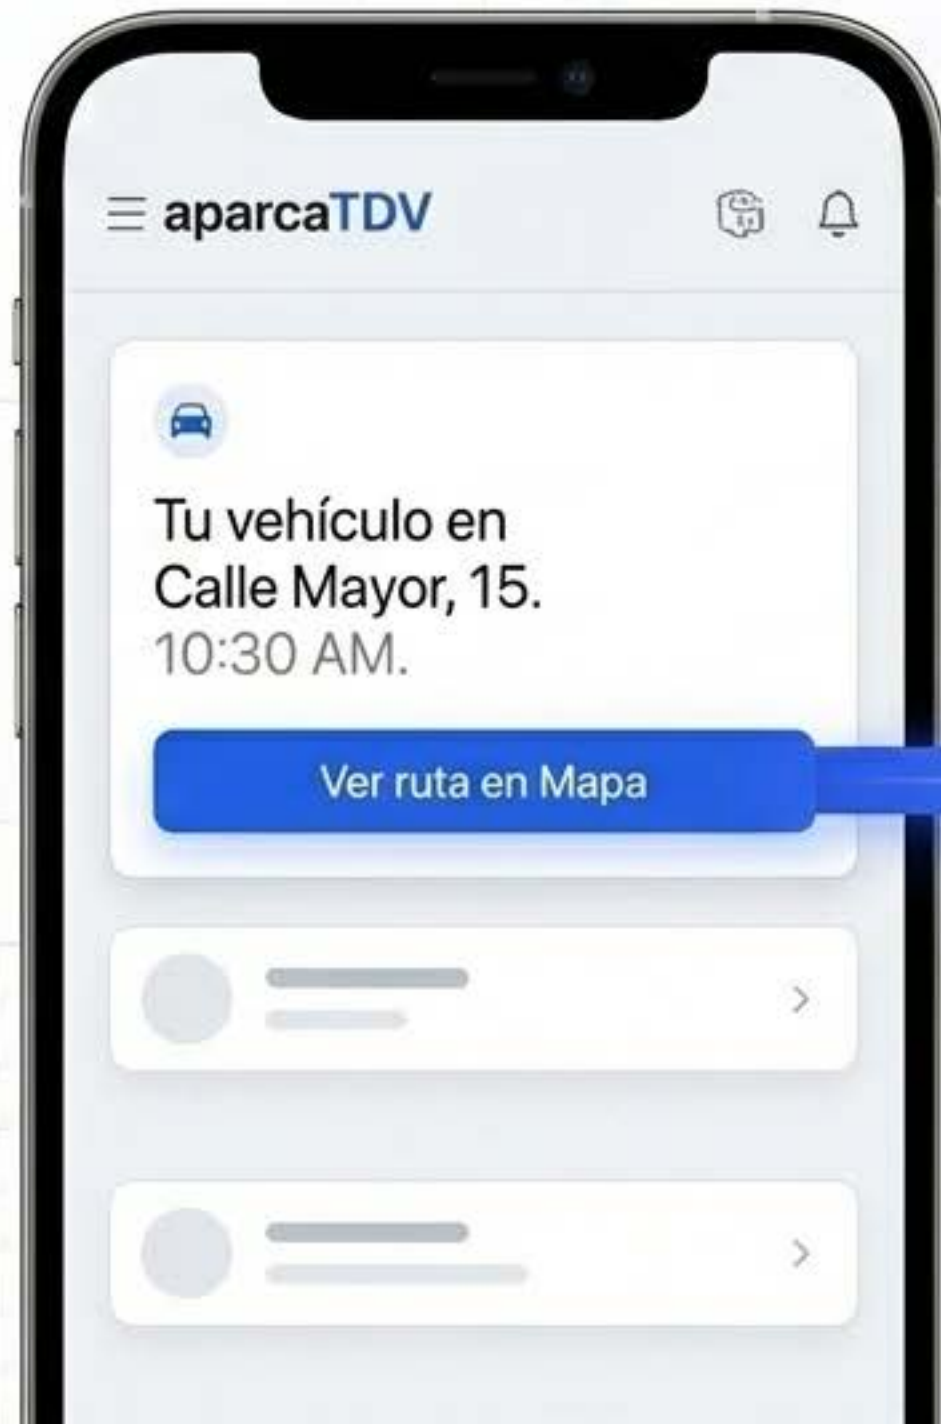 aparcaTDV
Tu vehículo en
Calle Mayor, 15.
10:30 AM.
Ver ruta en Mapa